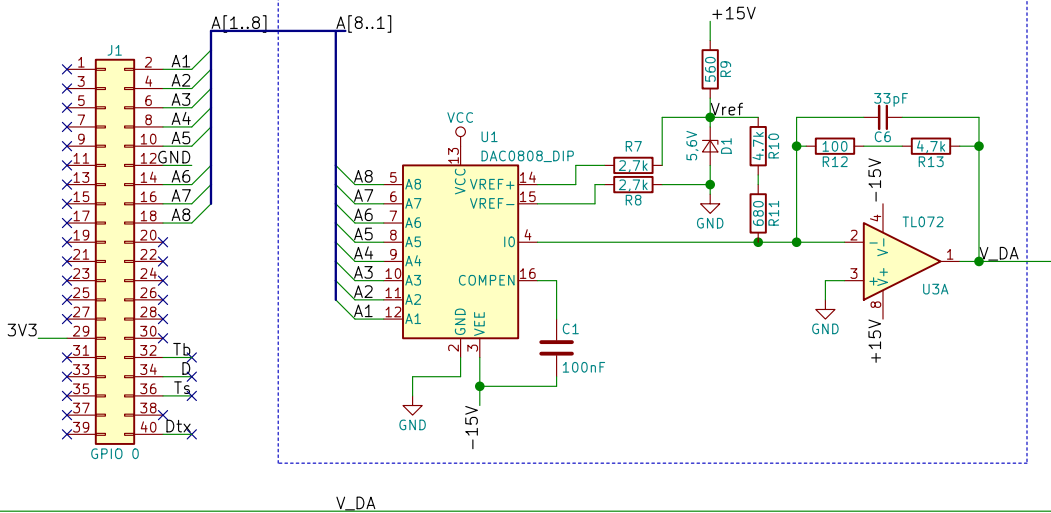 A[1..8]
A[8..1]
+15V
J1
1 2 A1
3 4 A2
5 6 A3
7 8 A4
9 10 A5
11 12 GND
13 14 A6
15 16 A7
17 18 A8
19 20
21 22
23 24
25 26
27 28
3V3 29 30
31 32 Tb
33 34 D
35 36 Ts
37 38
39 40 Dtx
GPIO 0
VCC
13
U1
DAC0808_DIP
VCC
A8 5 A8
A7 6 A7
A6 7 A6
A5 8 A5
A4 9 A4
A3 10 A3
A2 11 A2
A1 12 A1
VREF+ 14
VREF- 15
IO 4
COMPEN 16
GND
VEE
2 3
GND
-15V
C1
100nF
R7
2,7k
2,7k
R8
560
R9
Vref
5,6V
D1
GND
4,7k
R10
680
R11
33pF
C6
100
R12
4,7k
R13
-15V
4
TL072
2 -
V-
3 +
V+
1
V_DA
U3A
8
+15V
GND
V_DA